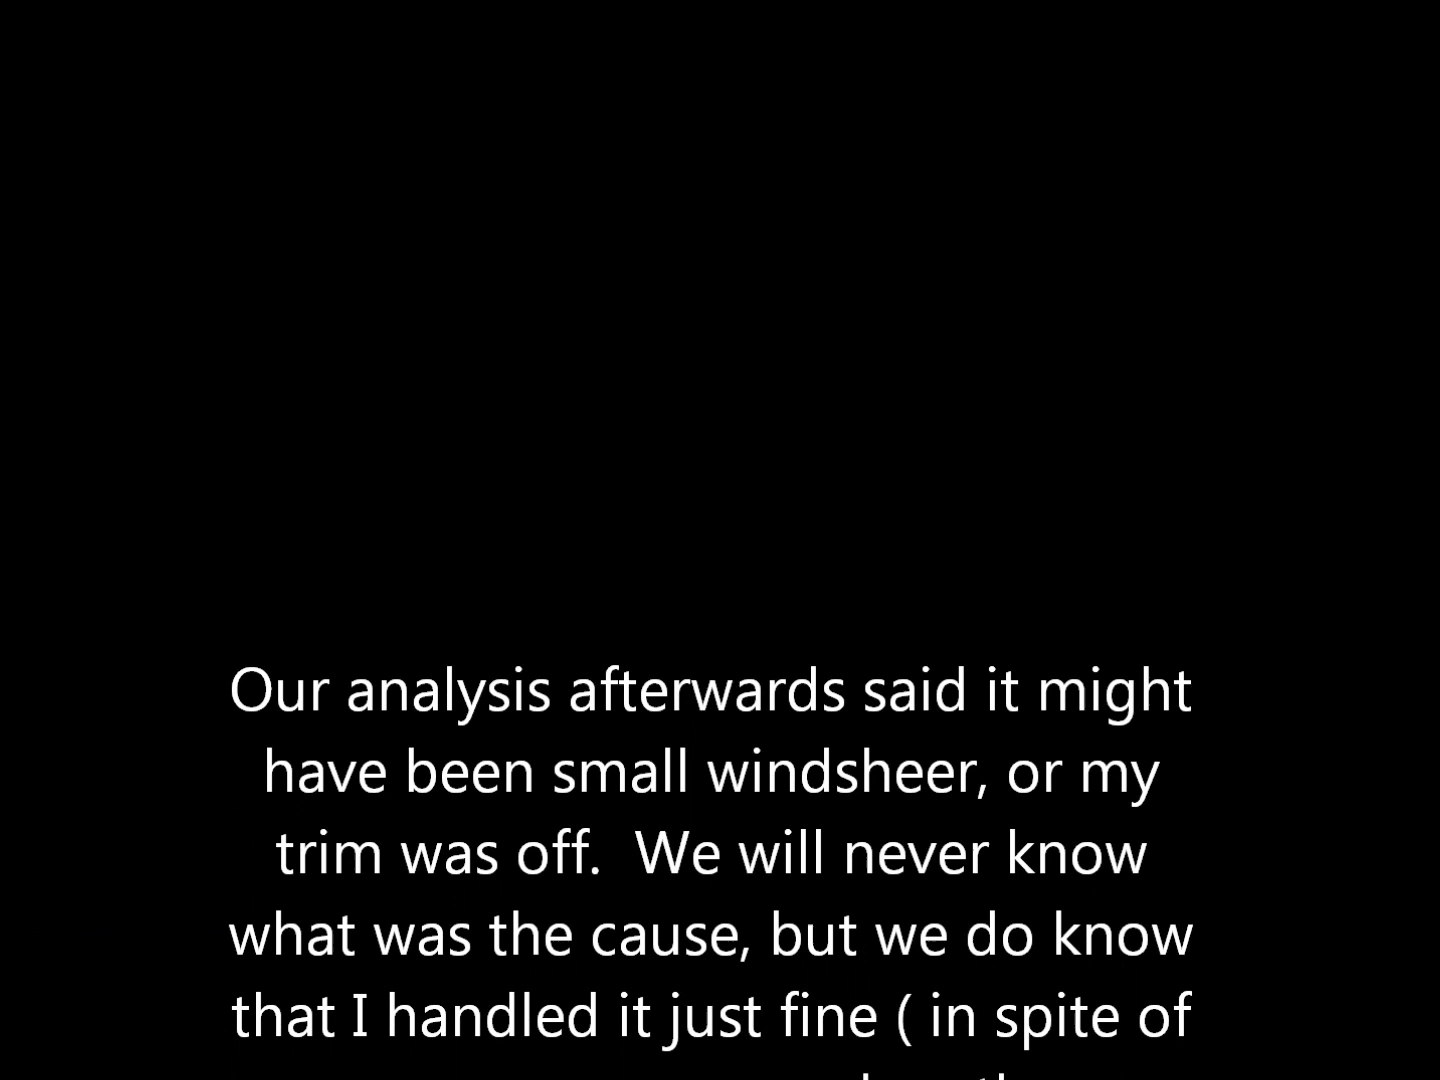 Our analysis afterwards said it might
have been small windsheer, or my
trim was off.  We will never know
what was the cause, but we do know
that I handled it just fine ( in spite of